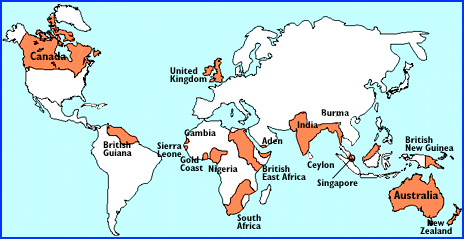 Canada
United
Kingdom
Burma
India
Gambia
Aden
British
Guiana
Sierra
Leone
British
New Guinea
Gold
Coast
Nigeria
British
East Africa
Ceylon
Singapore
Australia
South
Africa
New
Zealand